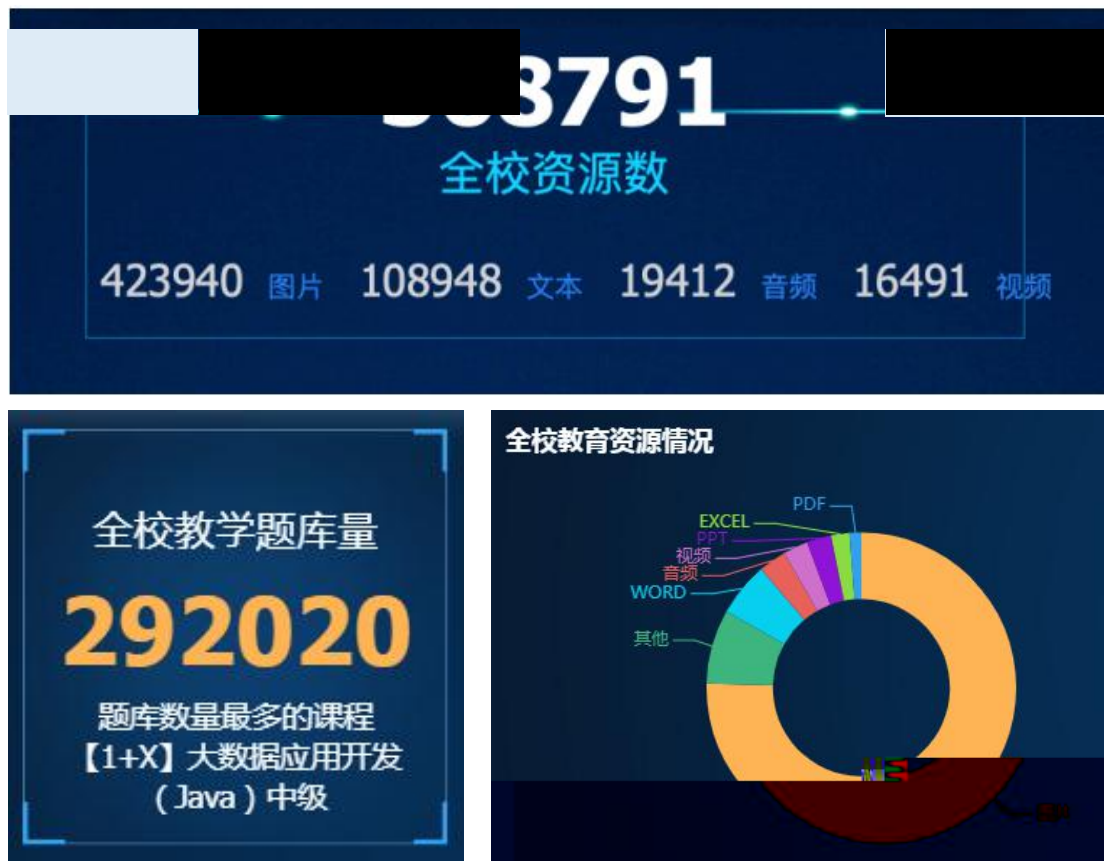 8791
全校资源数
423940 图片 108948 文本 19412 音频 16491 视频
全校教学题库量
292020
题库数量最多的课程
【1+X】大数据应用开发
（Java）中级
全校教育资源情况
PDF
EXCEL
PPT
视频
音频
WORD
其他